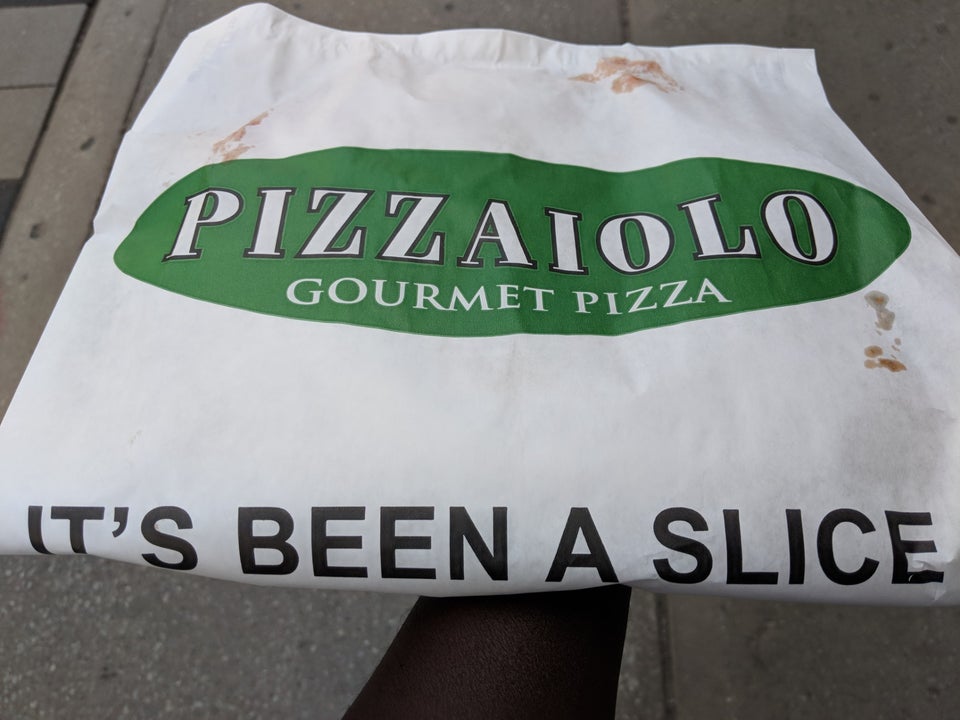 PIZZAIOLO
GOURMET PIZZA
IT'S BEEN A SLICE